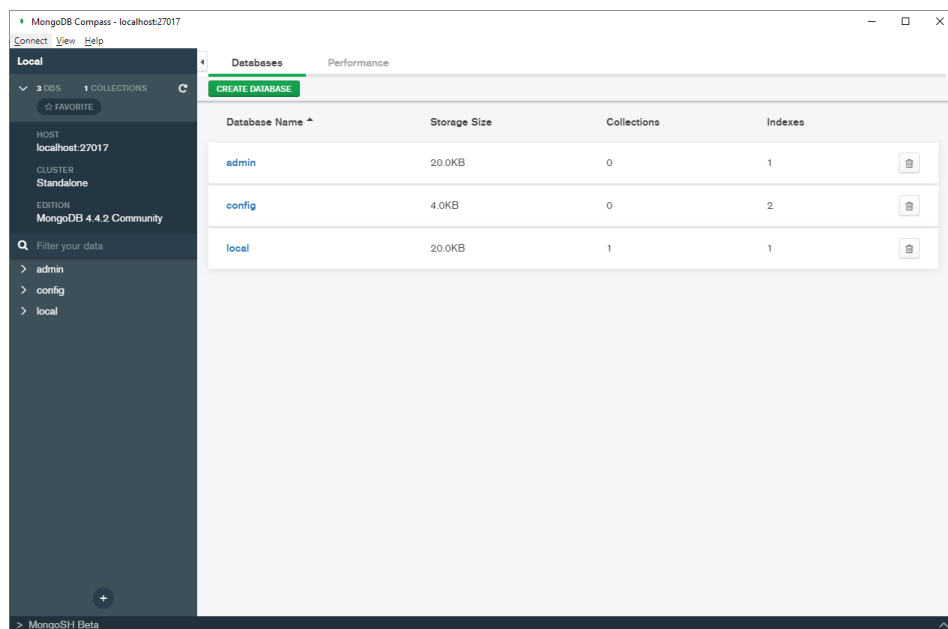 MongoDB Compass - localhost:27017
Connect View Help
Local
3 DBS 1 COLLECTIONS
FAVORITE
HOST
localhost:27017
CLUSTER
Standalone
EDITION
MongoDB 4.4.2 Community
Filter your data
admin
config
local
> MongoSH Beta
Databases Performance
CREATE DATABASE
Database Name Storage Size Collections Indexes
admin 20.0KB 0 1
config 4.0KB 0 2
local 20.0KB 1 1